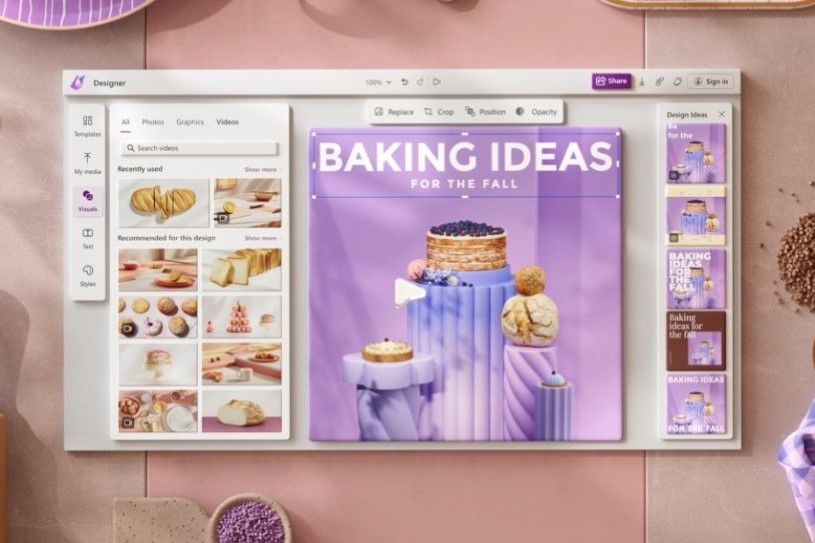 Designer
100%
Share
Sign in
Templates
My media
Visuals
Text
Styles
All
Photos
Graphics
Videos
Search videos
Recently used
Show more
Recommended for this design
Show more
Replace
Crop
Position
Opacity
BAKING IDEAS
FOR THE FALL
Design Ideas
for the
BAKING
IDEAS
FOR
THE
FALL
Baking
ideas for
the fall
BAKING IDEAS
FOR THE FALL